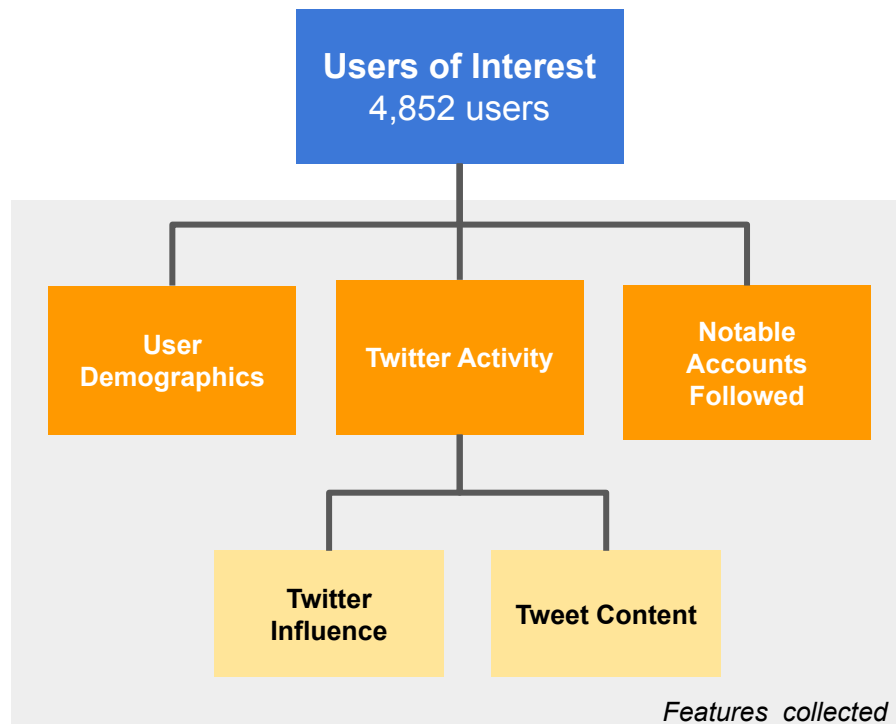 Users of Interest
4,852 users
User
Demographics
Twitter Activity
Notable
Accounts
Followed
Twitter
Influence
Tweet Content
Features collected